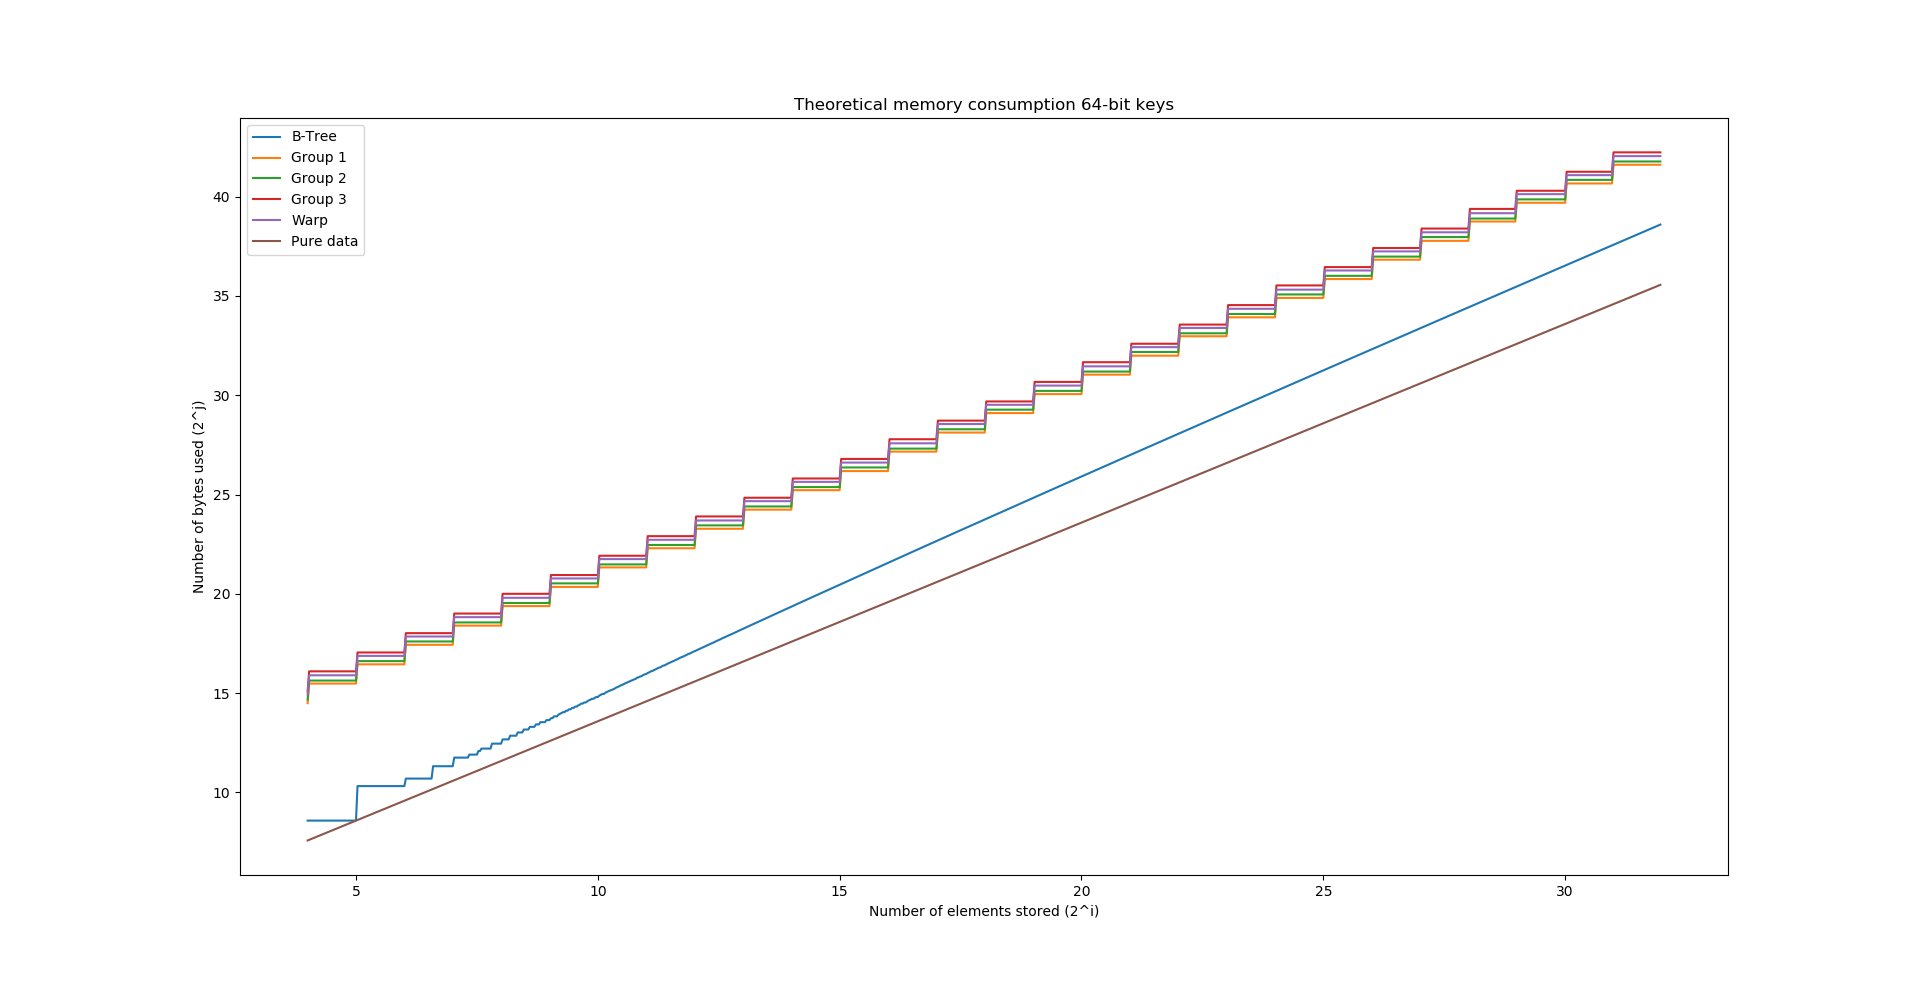 Theoretical memory consumption 64-bit keys
B-Tree
Group 1
Group 2
Group 3
Warp
Pure data
Number of bytes used (2^j)
40
35
30
25
20
15
10
5 10 15 20 25 30
Number of elements stored (2^i)